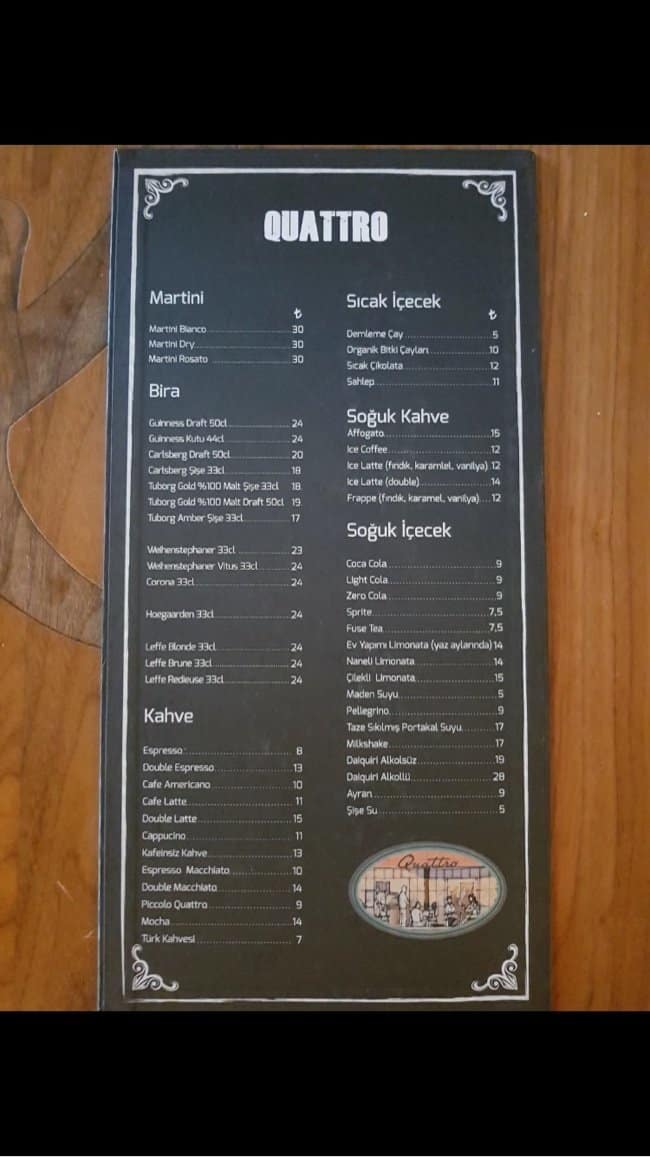 QUATTRO
Martini
₺
Martini Bianco 30
Martini Dry 30
Martini Rosato 30
Bira
Guinness Draft 50cl 24
Guinness Kutu 44cl 24
Carlsberg Draft 50cl 20
Carlsberg Şişe 33cl 18
Tuborg Gold %100 Malt Şişe 33cl 18
Tuborg Gold %100 Malt Draft 50cl 19
Tuborg Amber Şişe 33cl 17
Weihenstephaner 33cl 23
Weihenstephaner Vitus 33cl 24
Corona 33cl 24
Hoegaarden 33cl 24
Leffe Blonde 33cl 24
Leffe Brune 33cl 24
Leffe Redieuse 33cl 24
Kahve
Espresso 8
Double Espresso 13
Cafe Americano 10
Cafe Latte 11
Double Latte 15
Cappucino 11
Kafeinsiz Kahve 13
Espresso Macchiato 10
Double Macchiato 14
Piccolo Quattro 9
Mocha 14
Türk Kahvesi 7
Sıcak İçecek
₺
Demleme Çay 5
Organik Bitki Çayları 10
Sıcak Çikolata 12
Sahlep 11
Soğuk Kahve
Affogato 15
Ice Coffee 12
Ice Latte (fındık, karamlel, vanilya) 12
Ice Latte (double) 14
Frappe (fındık, karamel, vanilya) 12
Soğuk İçecek
Coca Cola 9
Light Cola 9
Zero Cola 9
Sprite 7,5
Fuse Tea 7,5
Ev Yapımı Limonata (yaz aylarında) 14
Naneli Limonata 14
Çilekli Limonata 15
Maden Suyu 5
Pellegrino 9
Taze Sıkılmış Portakal Suyu 17
Milkshake 17
Daiquiri Alkolsüz 19
Daiquiri Alkollü 28
Ayran 9
Şişe Su 5
Quattro